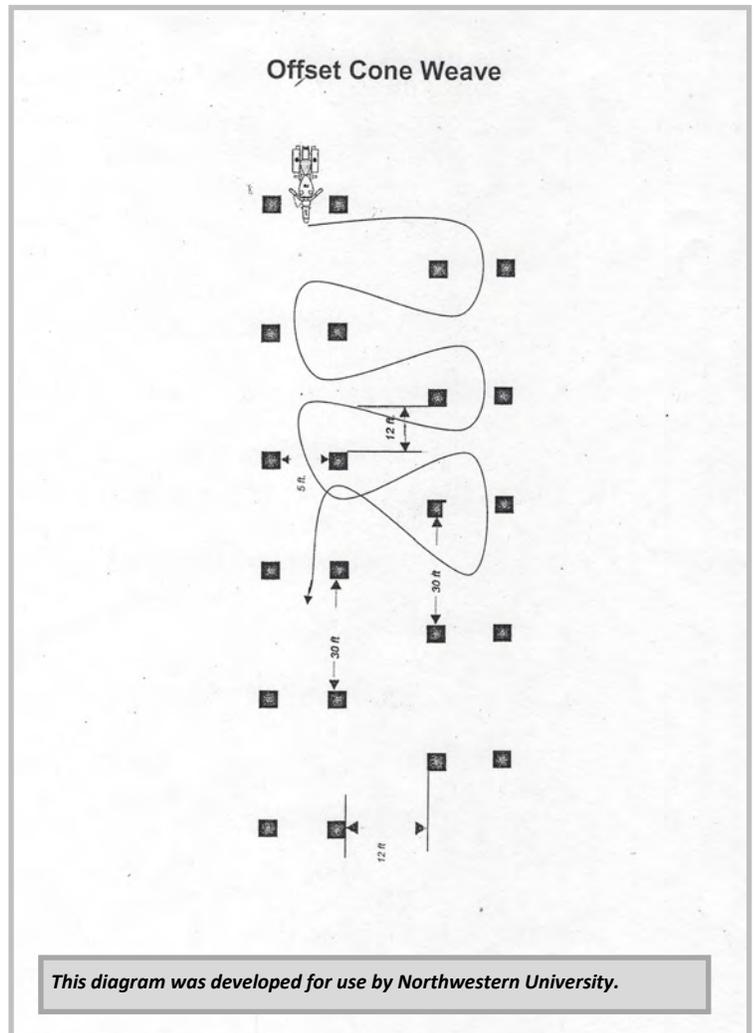 Offset Cone Weave
12 ft.
5 ft.
30 ft
30 ft
12 ft
This diagram was developed for use by Northwestern University.